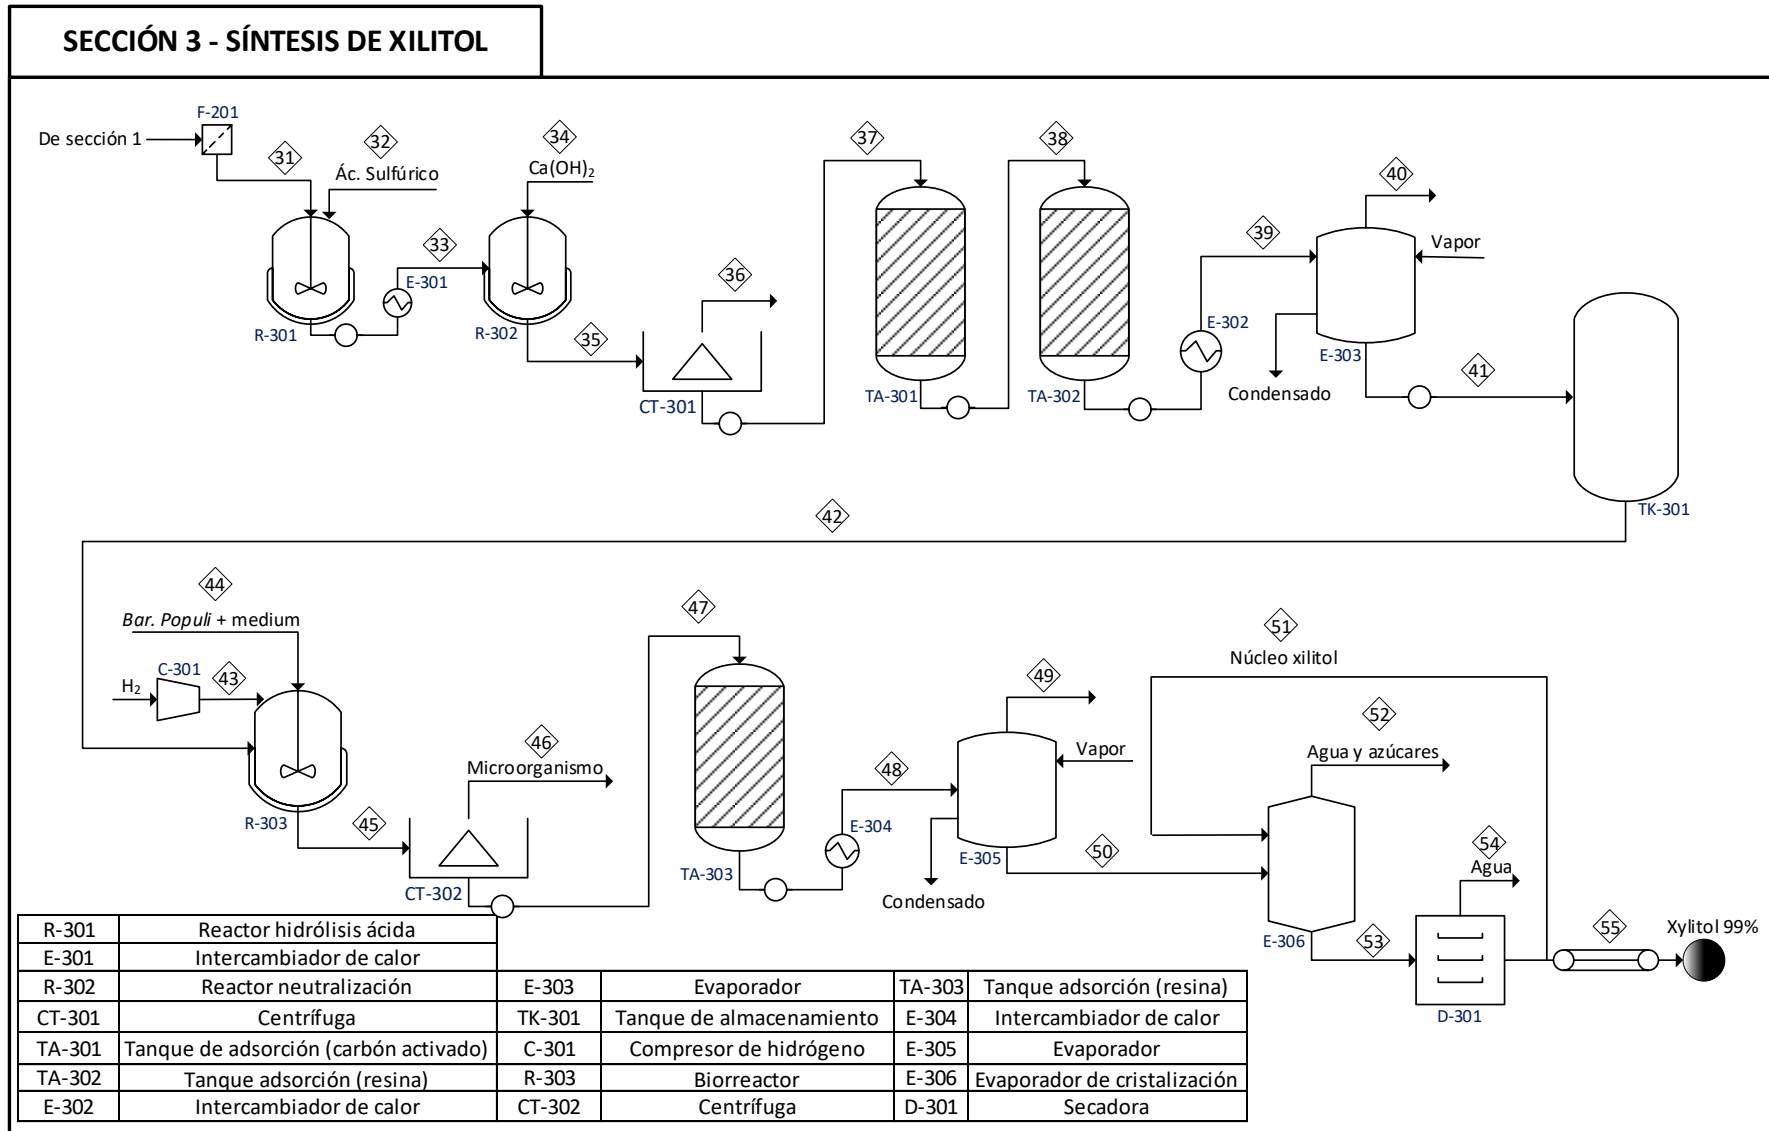 SECCIÓN 3 - SÍNTESIS DE XILITOL
F-201
De sección 1
31
32
Ác. Sulfúrico
R-301
33
E-301
34
Ca(OH)₂
R-302
35
36
CT-301
37
TA-301
38
TA-302
39
E-302
40
Vapor
E-303
Condensado
41
TK-301
42
44
Bar. Populi + medium
C-301
43
H₂
R-303
45
46
Microorganismo
CT-302
47
TA-303
48
E-304
49
Vapor
E-305
Condensado
50
51
Núcleo xilitol
52
Agua y azúcares
E-306
53
54
Agua
D-301
55
Xylitol 99%
R-301 Reactor hidrólisis ácida
E-301 Intercambiador de calor
R-302 Reactor neutralización E-303 Evaporador TA-303 Tanque adsorción (resina)
CT-301 Centrífuga TK-301 Tanque de almacenamiento E-304 Intercambiador de calor
TA-301 Tanque de adsorción (carbón activado) C-301 Compresor de hidrógeno E-305 Evaporador
TA-302 Tanque adsorción (resina) R-303 Biorreactor E-306 Evaporador de cristalización
E-302 Intercambiador de calor CT-302 Centrífuga D-301 Secadora